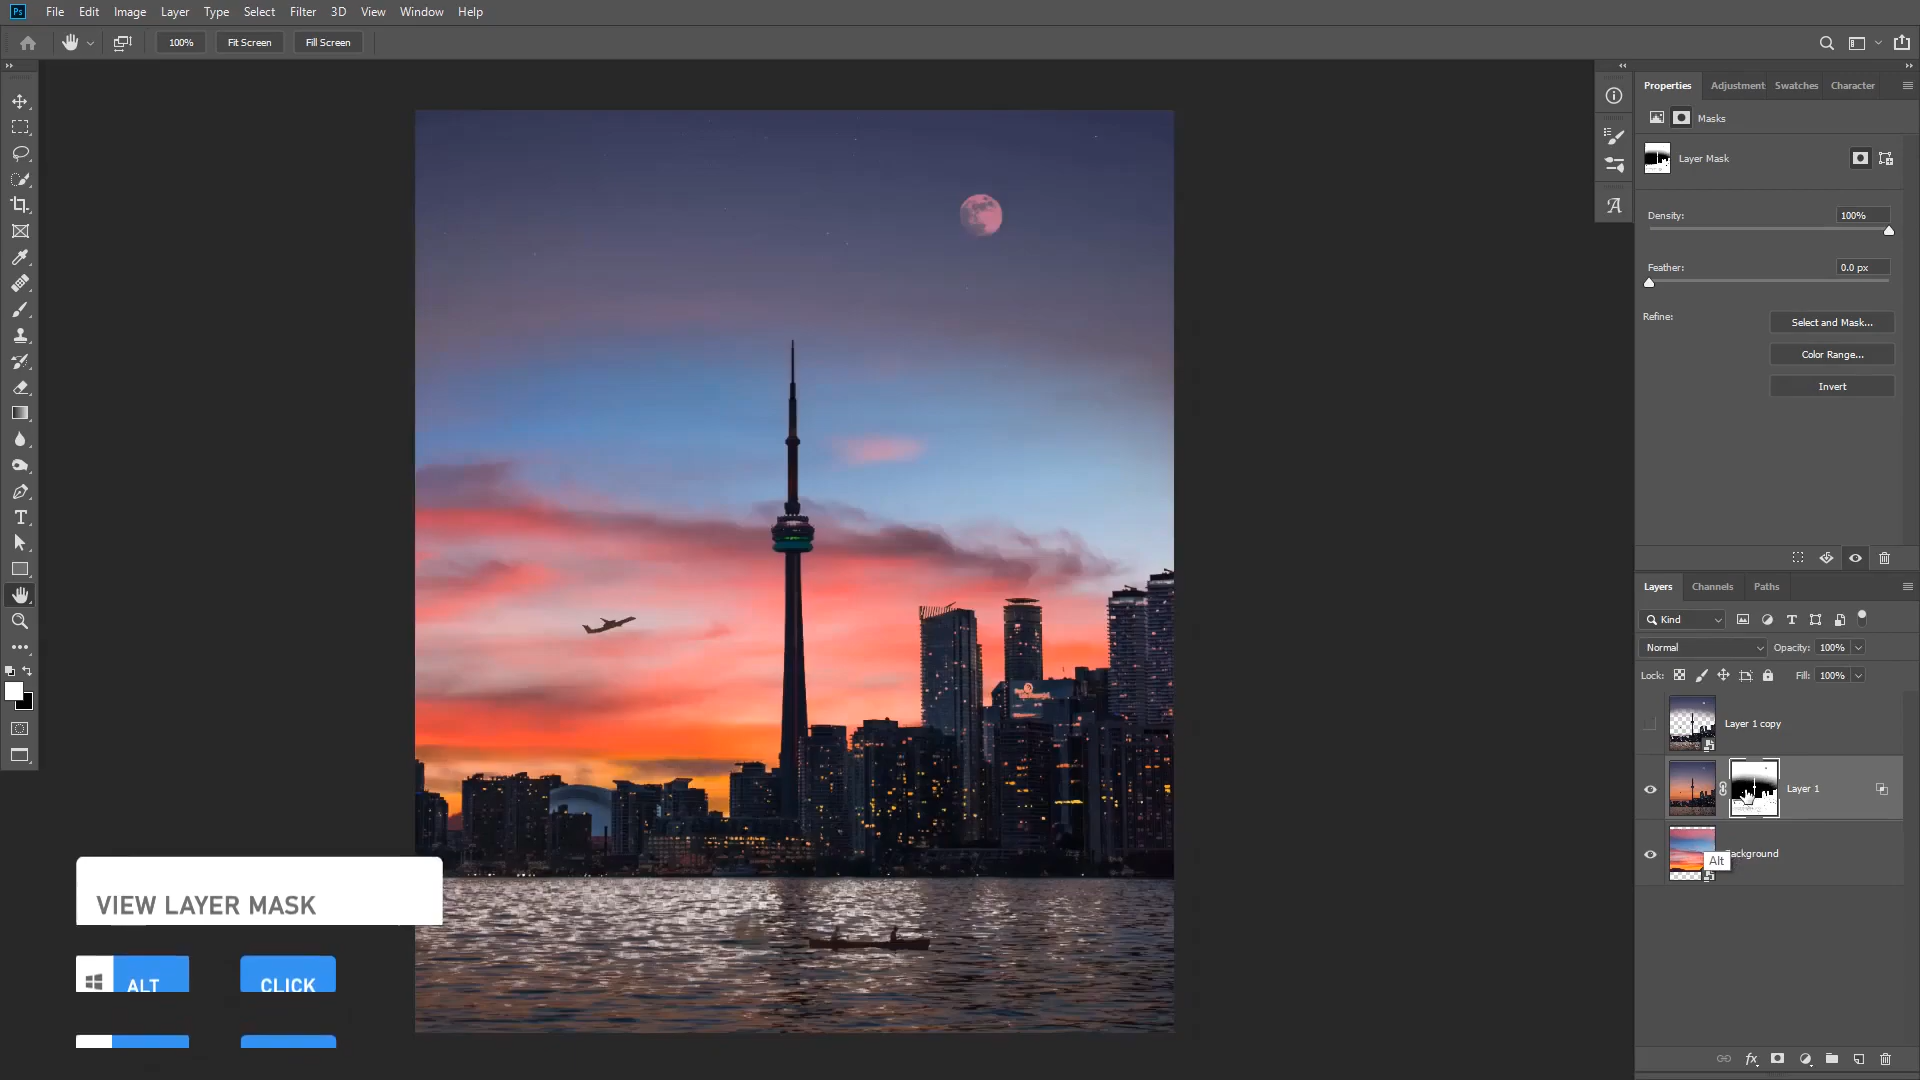 Ps File Edit Image Layer Type Select Filter 3D View Window Help
100% Fit Screen Fill Screen
Properties Adjustment Swatches Character
Masks
Layer Mask
Density: 100%
Feather: 0.0 px
Refine: Select and Mask...
Color Range...
Invert
Layers Channels Paths
Kind
Normal Opacity: 100%
Lock: Fill: 100%
Layer 1 copy
Layer 1
Background
Alt
VIEW LAYER MASK
ALT CLICK